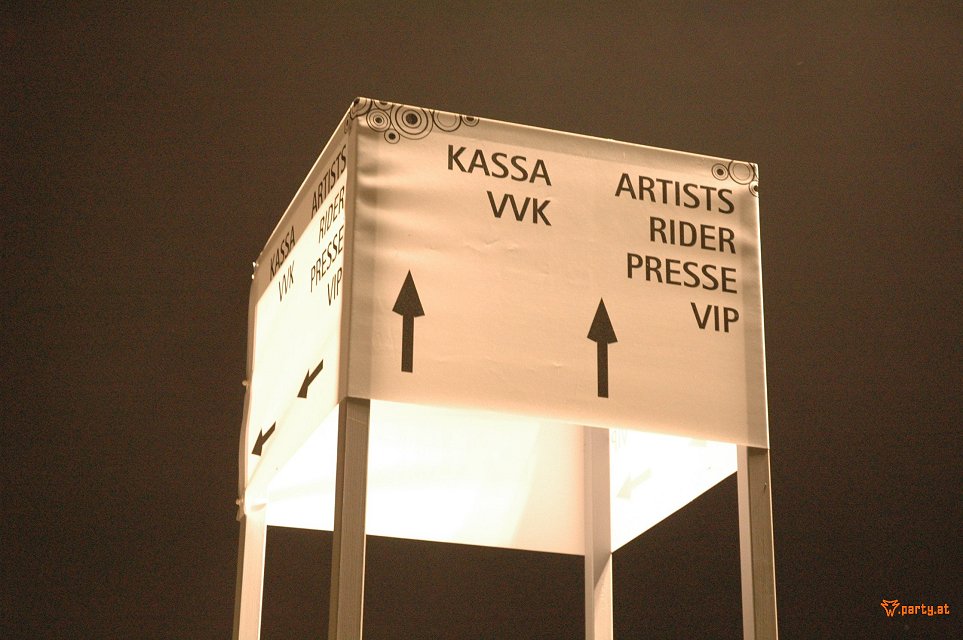 KASSA
VVK
ARTISTS
RIDER
PRESSE
VIP
KASSA
VVK
ARTISTS
RIDER
PRESSE
VIP
party.at